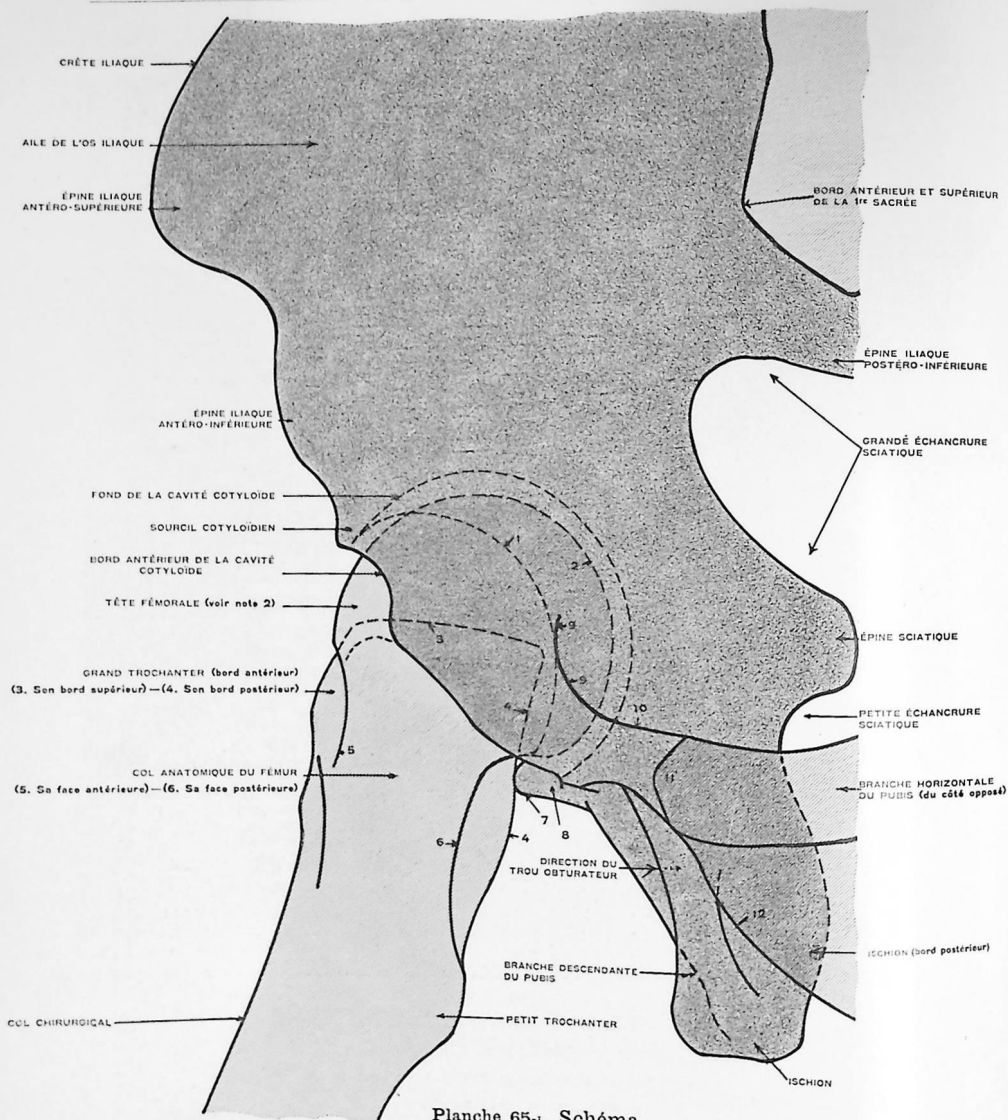 CRÊTE ILIAQUE
AILE DE L'OS ILIAQUE
ÉPINE ILIAQUE
ANTÉRO-SUPÉRIEURE
BORD ANTÉRIEUR ET SUPÉRIEUR
DE LA 1re SACRÉE
ÉPINE ILIAQUE
POSTÉRO-INFÉRIEURE
ÉPINE ILIAQUE
ANTÉRO-INFÉRIEURE
GRANDE ÉCHANCRURE
SCIATIQUE
FOND DE LA CAVITÉ COTYLOÏDE
SOURCIL COTYLOÏDIEN
1
2
BORD ANTÉRIEUR DE LA CAVITÉ
COTYLOÏDE
TÊTE FÉMORALE (voir note 2)
9
3
ÉPINE SCIATIQUE
GRAND TROCHANTER (bord antérieur)
(3. Son bord supérieur)—(4. Son bord postérieur)
9
4
10
PETITE ÉCHANCRURE
SCIATIQUE
5
COL ANATOMIQUE DU FÉMUR
(5. Sa face antérieure)—(6. Sa face postérieure)
11
BRANCHE HORIZONTALE
DU PUBIS (du côté opposé)
7
8
6
4
DIRECTION DU
TROU OBTURATEUR
12
ISCHION (bord postérieur)
BRANCHE DESCENDANTE
DU PUBIS
COL CHIRURGICAL
PETIT TROCHANTER
ISCHION
Planche 65-1. Schéma